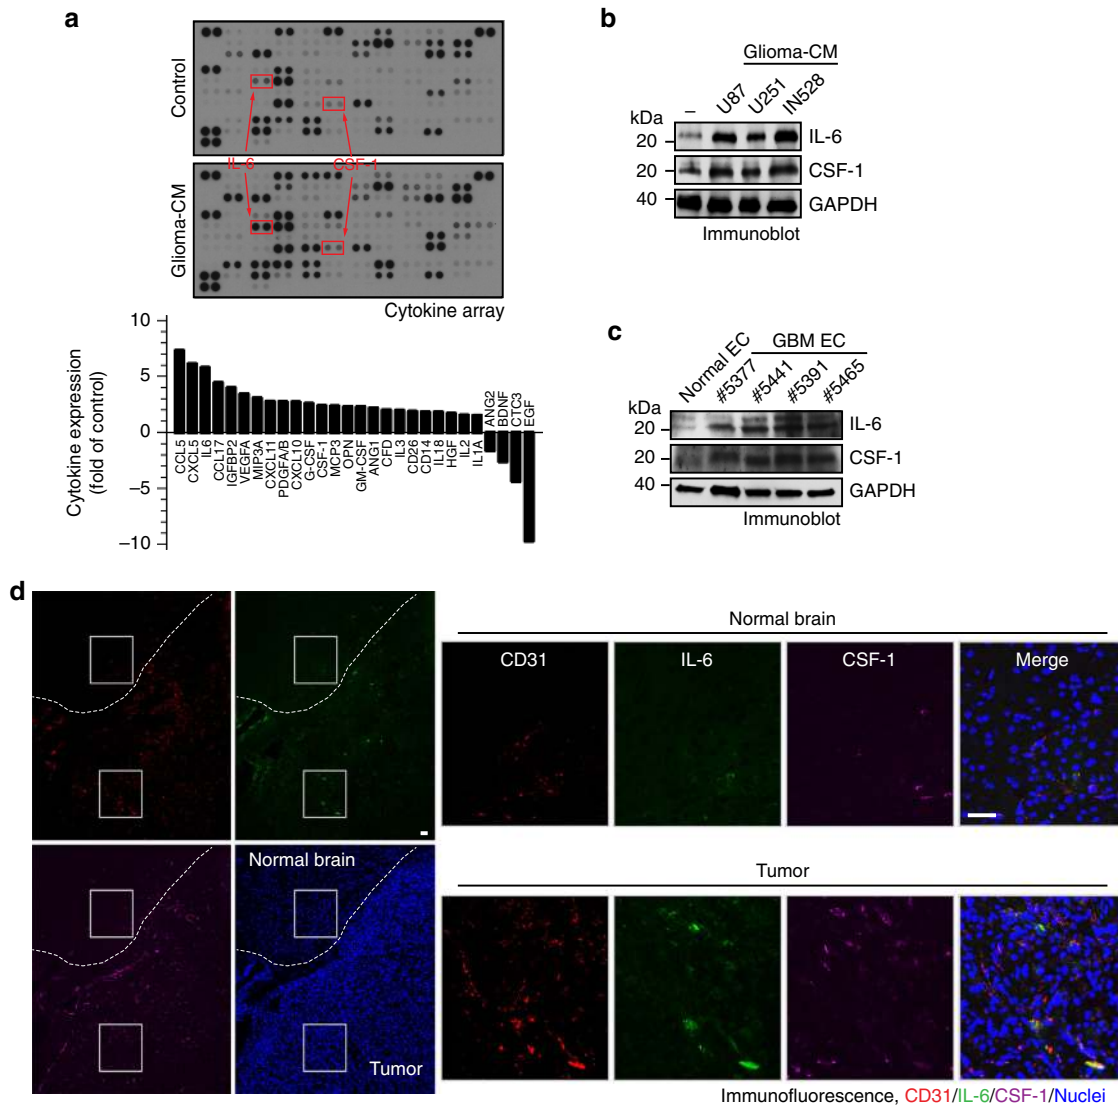 a
Control
IL-6
CSF-1
Glioma-CM
Cytokine array
Cytokine expression
(fold of control)
10
5
0
–5
–10
CCL5
CXCL5
IL6
CCL17
IGFBP2
VEGFA
MIP3A
CXCL11
PDGFA/B
CXCL10
G-CSF
CSF-1
MCP3
OPN
GM-CSF
ANG1
CFD
IL3
CD26
CD14
IL18
HGF
IL2
IL1A
ANG2
BDNF
CTC3
EGF
b
Glioma-CM
– U87 U251 IN528
kDa
20 IL-6
20 CSF-1
40 GAPDH
Immunoblot
c
GBM EC
Normal EC #5377 #5441 #5391 #5465
kDa
20 IL-6
20 CSF-1
40 GAPDH
Immunoblot
d
Normal brain
Tumor
Normal brain
CD31 IL-6 CSF-1 Merge
Tumor
Immunofluorescence, CD31/IL-6/CSF-1/Nuclei